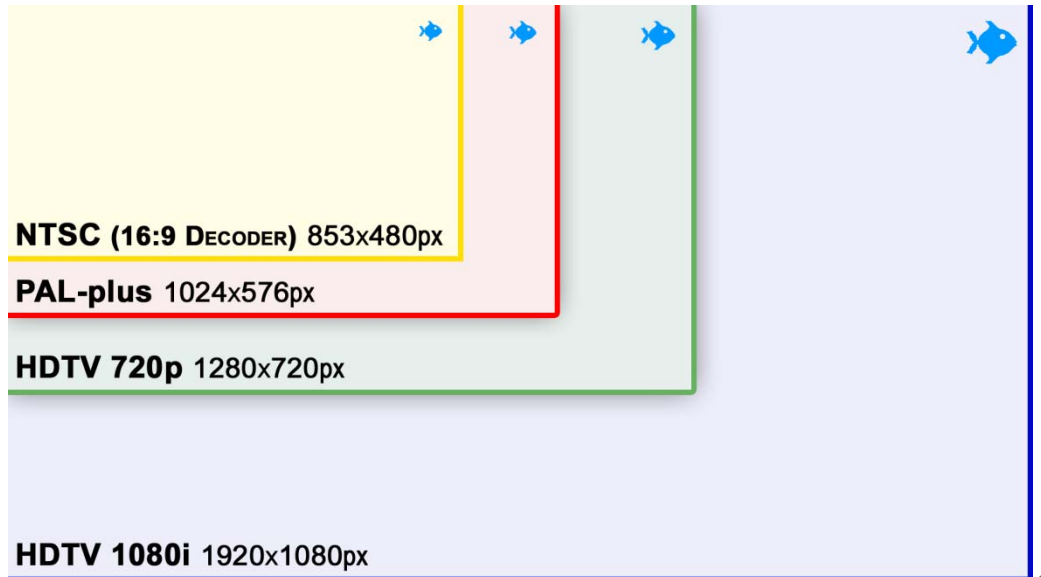 NTSC (16:9 DECODER) 853x480px
PAL-plus 1024x576px
HDTV 720p 1280x720px
HDTV 1080i 1920x1080px